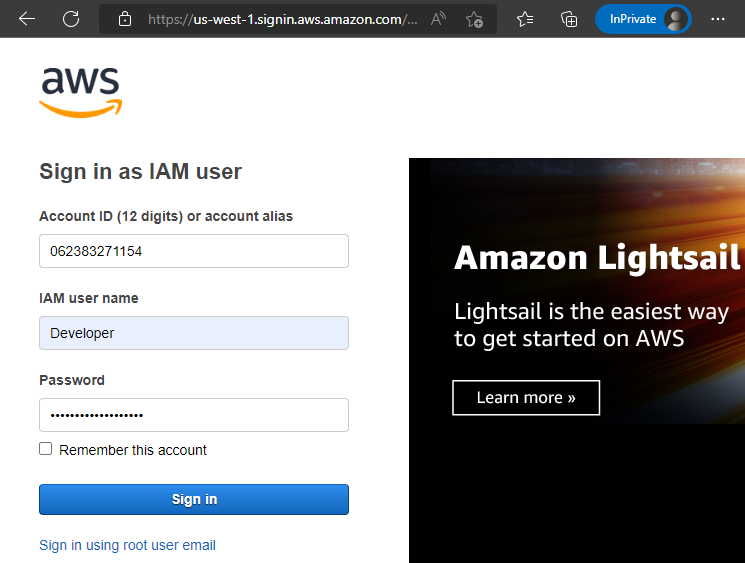 https://us-west-1.signin.aws.amazon.com/...
InPrivate
aws
Sign in as IAM user
Account ID (12 digits) or account alias
062383271154
IAM user name
Developer
Password
•••••••••••••••••••
Remember this account
Sign in
Sign in using root user email
Amazon Lightsail
Lightsail is the easiest way
to get started on AWS
Learn more »